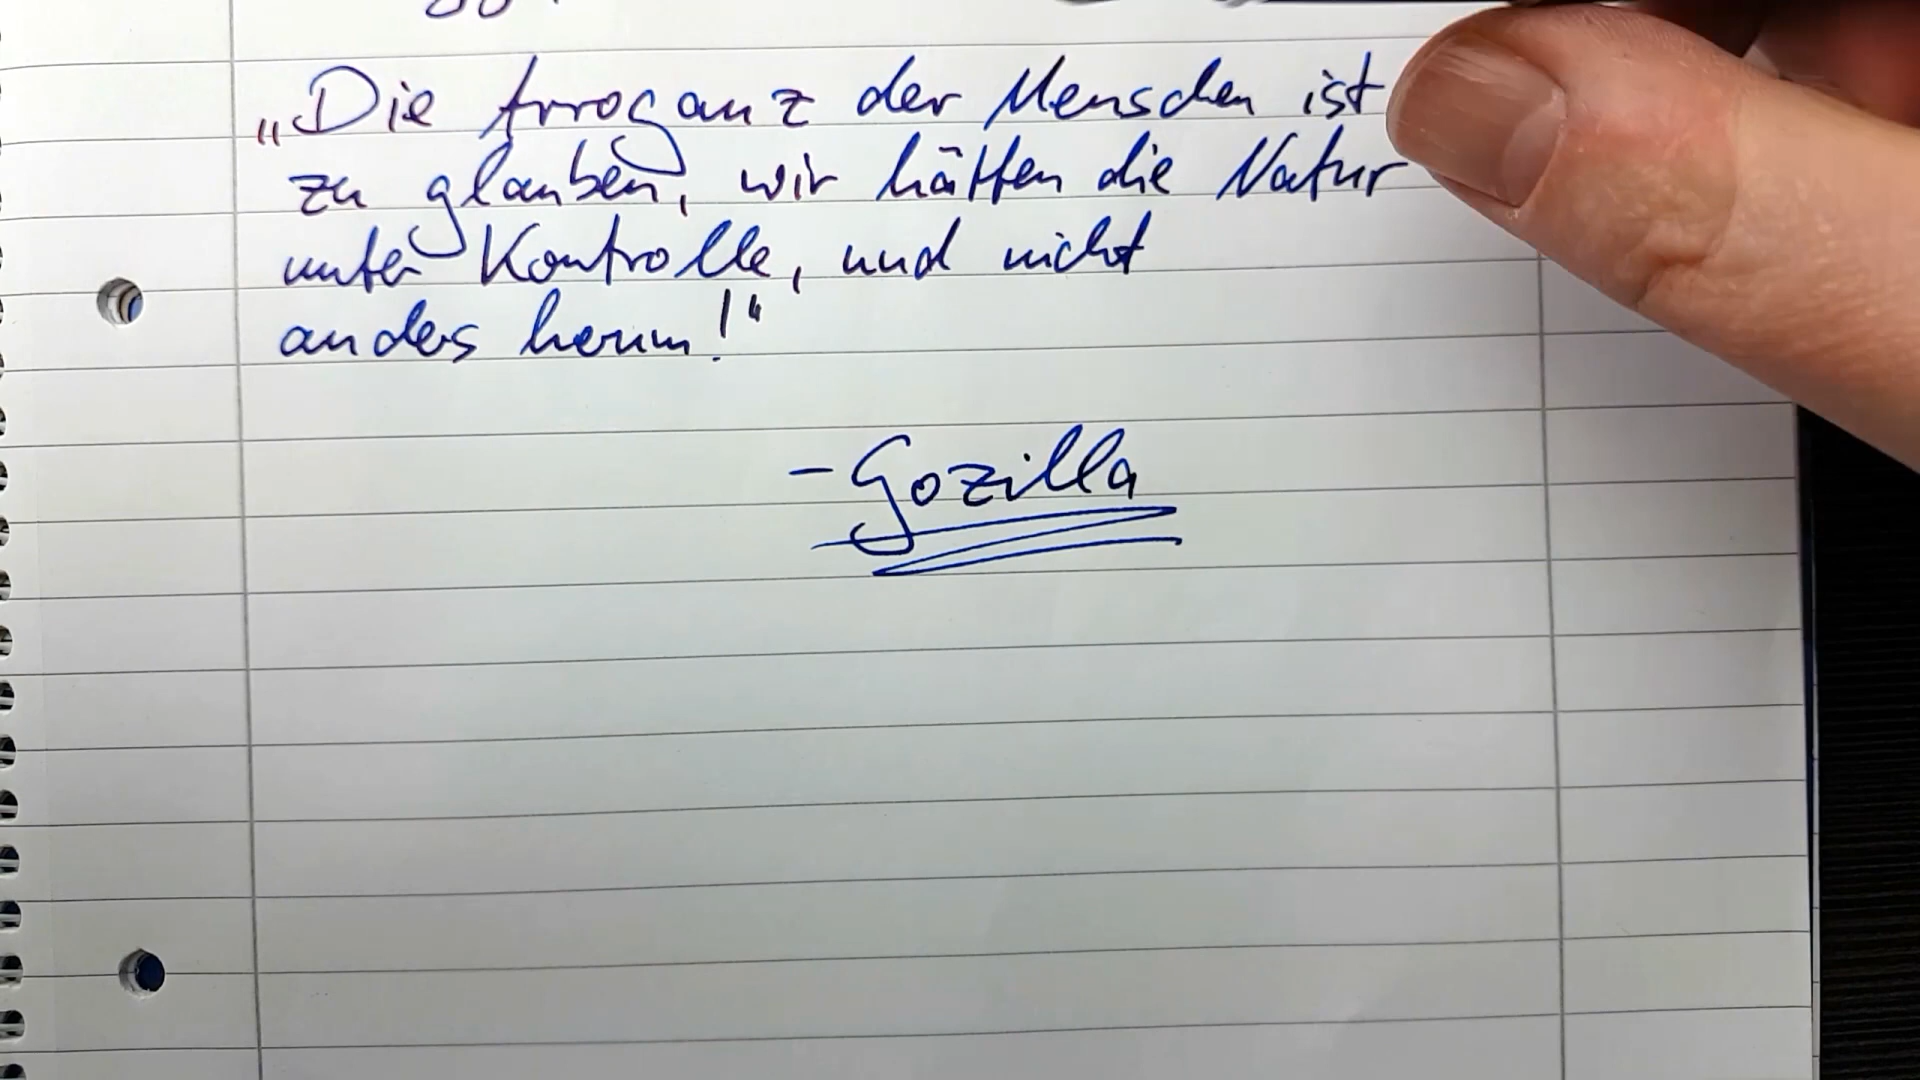 „Die Arroganz der Menschen ist
zu glauben, wir hätten die Natur
unter Kontrolle, und nicht
anders herum!“
- Gozilla